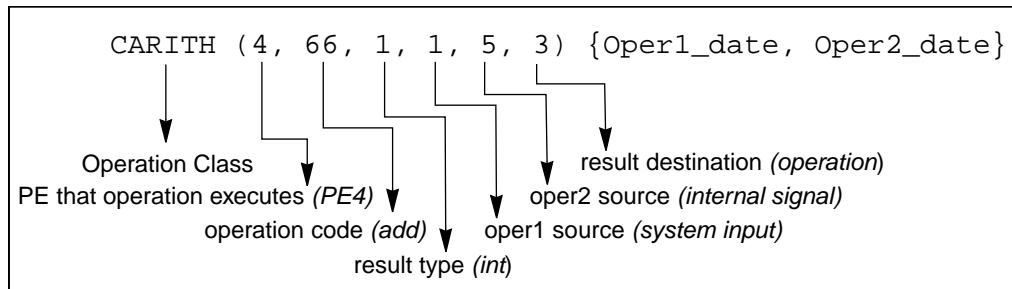 CARITH (4, 66, 1, 1, 5, 3) {Oper1_date, Oper2_date}
Operation Class
result destination (operation)
PE that operation executes (PE4)
oper2 source (internal signal)
operation code (add)
oper1 source (system input)
result type (int)